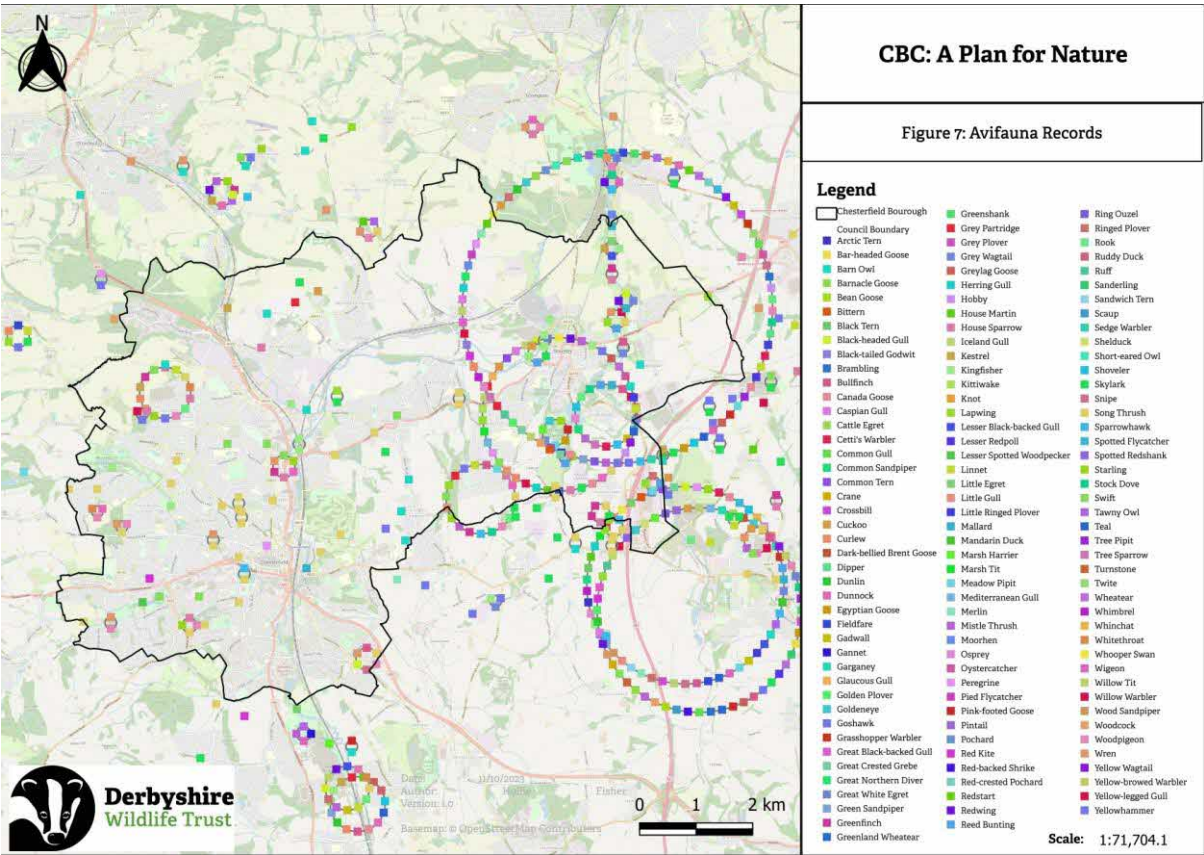 N
CBC: A Plan for Nature
Figure 7: Avifauna Records
Legend
Chesterfield Bourough
Council Boundary
Arctic Tern
Bar-headed Goose
Barn Owl
Barnacle Goose
Bean Goose
Bittern
Black Tern
Black-headed Gull
Black-tailed Godwit
Brambling
Bullfinch
Canada Goose
Caspian Gull
Cattle Egret
Cetti's Warbler
Common Gull
Common Sandpiper
Common Tern
Crane
Crossbill
Cuckoo
Curlew
Dark-bellied Brent Goose
Dipper
Dunlin
Dunnock
Egyptian Goose
Fieldfare
Gadwall
Gannet
Garganey
Glaucous Gull
Golden Plover
Goldeneye
Goshawk
Grasshopper Warbler
Great Black-backed Gull
Great Crested Grebe
Great Northern Diver
Great White Egret
Green Sandpiper
Greenfinch
Greenland Wheatear
Greenshank
Grey Partridge
Grey Plover
Grey Wagtail
Greylag Goose
Herring Gull
Hobby
House Martin
House Sparrow
Iceland Gull
Kestrel
Kingfisher
Kittiwake
Knot
Lapwing
Lesser Black-backed Gull
Lesser Redpoll
Lesser Spotted Woodpecker
Linnet
Little Egret
Little Gull
Little Ringed Plover
Mallard
Mandarin Duck
Marsh Harrier
Marsh Tit
Meadow Pipit
Mediterranean Gull
Merlin
Mistle Thrush
Moorhen
Osprey
Oystercatcher
Peregrine
Pied Flycatcher
Pink-footed Goose
Pintail
Pochard
Red Kite
Red-backed Shrike
Red-crested Pochard
Redstart
Redwing
Reed Bunting
Ring Ouzel
Ringed Plover
Rook
Ruddy Duck
Ruff
Sanderling
Sandwich Tern
Scaup
Sedge Warbler
Shelduck
Short-eared Owl
Shoveler
Skylark
Snipe
Song Thrush
Sparrowhawk
Spotted Flycatcher
Spotted Redshank
Starling
Stock Dove
Swift
Tawny Owl
Teal
Tree Pipit
Tree Sparrow
Turnstone
Twite
Wheatear
Whimbrel
Whinchat
Whitethroat
Whooper Swan
Wigeon
Willow Tit
Willow Warbler
Wood Sandpiper
Woodcock
Woodpigeon
Wren
Yellow Wagtail
Yellow-browed Warbler
Yellow-legged Gull
Yellowhammer
Scale: 1:71,704.1
Derbyshire
Wildlife Trust
Date: 11/10/2023
Author: Fisher
Version: 1.0
Basemap: © OpenStreetMap Contributors
0 1 2 km